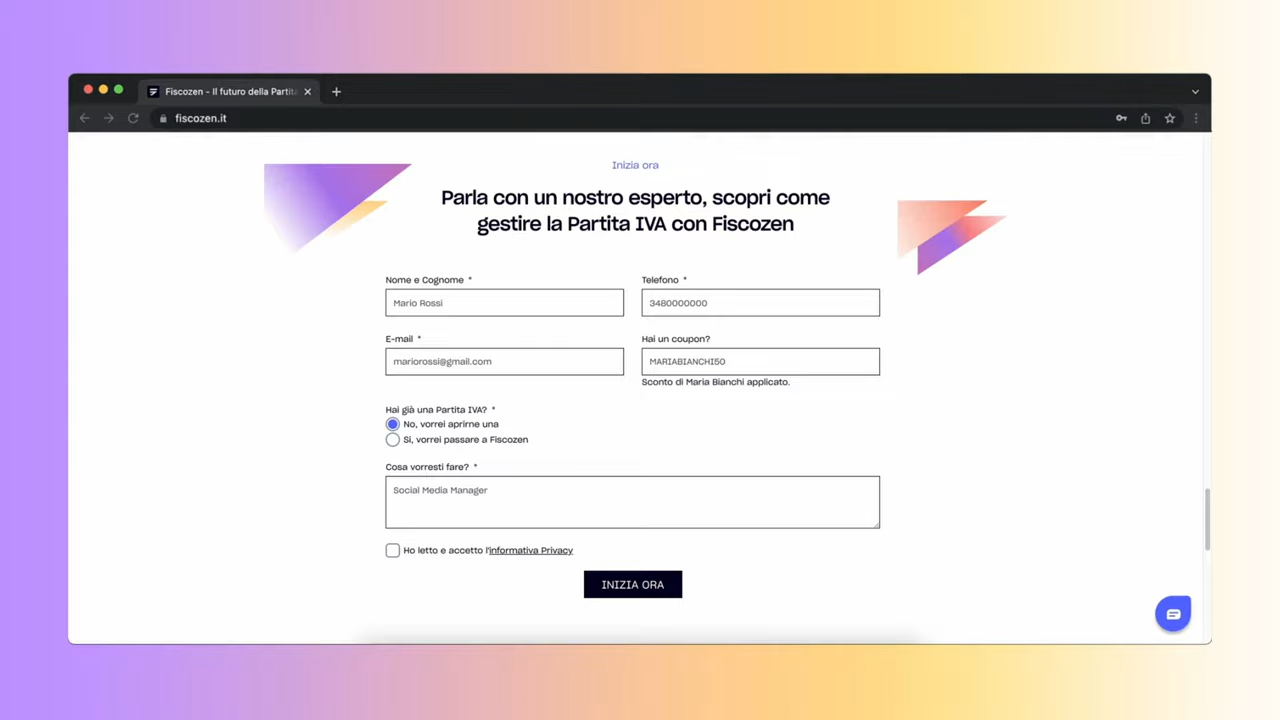 Fiscozen - Il futuro della Partita
fiscozen.it
Inizia ora
Parla con un nostro esperto, scopri come
gestire la Partita IVA con Fiscozen
Nome e Cognome *
Mario Rossi
Telefono *
3480000000
E-mail *
mariorossi@gmail.com
Hai un coupon?
MARIABIANCHI50
Sconto di Maria Bianchi applicato.
Hai già una Partita IVA? *
No, vorrei aprirne una
Si, vorrei passare a Fiscozen
Cosa vorresti fare? *
Social Media Manager
Ho letto e accetto l'informativa Privacy
INIZIA ORA